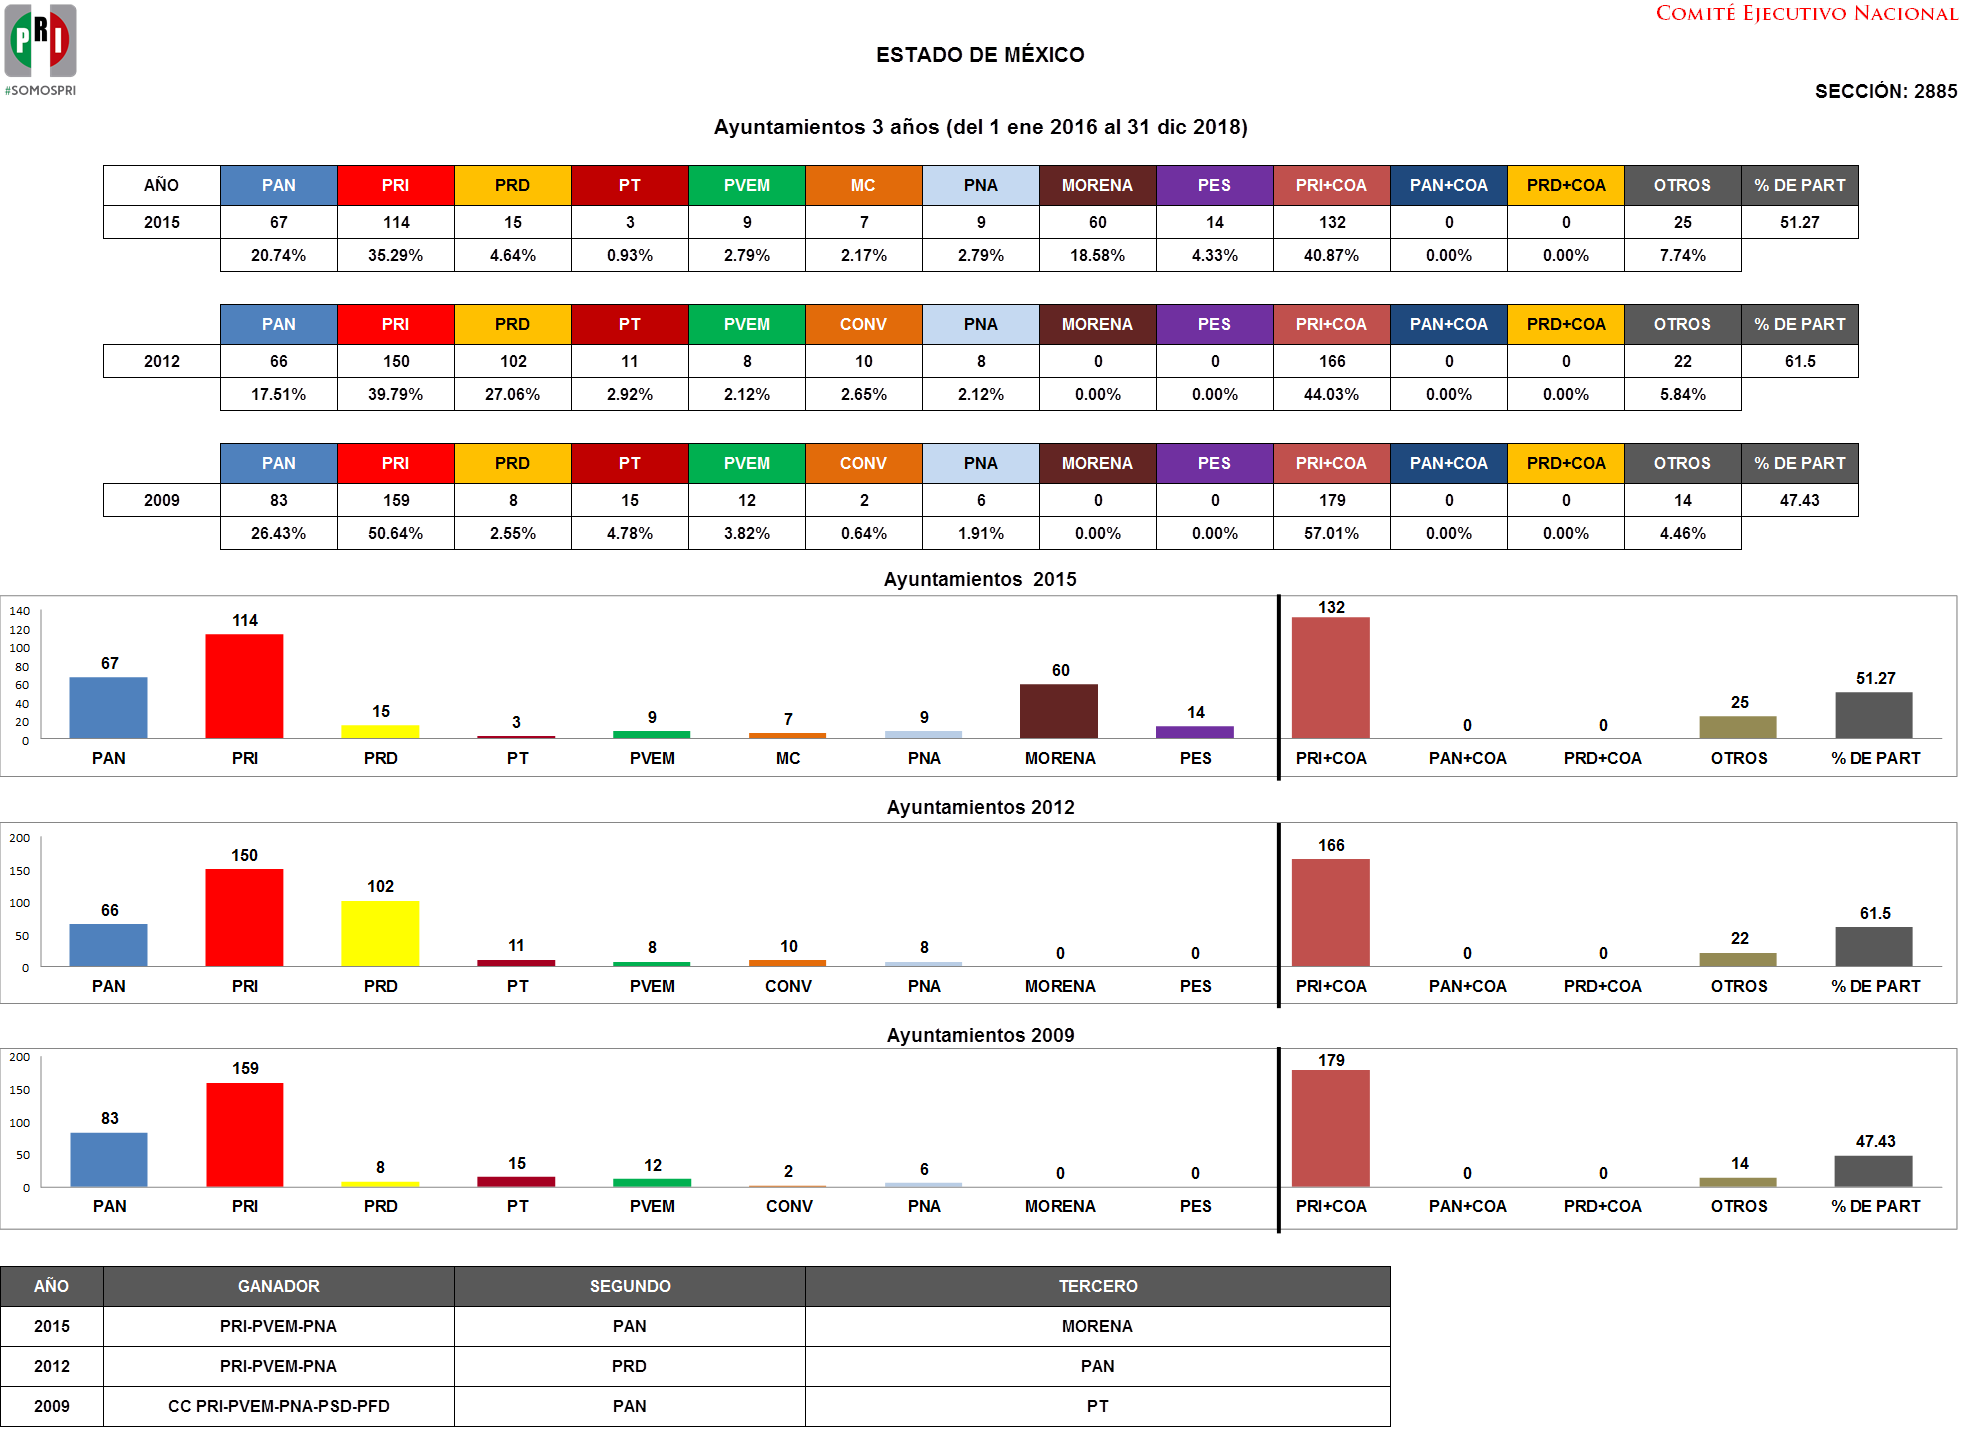 PRI
#SOMOSPRI
COMITÉ EJECUTIVO NACIONAL
ESTADO DE MÉXICO
SECCIÓN: 2885
Ayuntamientos 3 años (del 1 ene 2016 al 31 dic 2018)
AÑO PAN PRI PRD PT PVEM MC PNA MORENA PES PRI+COA PAN+COA PRD+COA OTROS % DE PART
2015 67 114 15 3 9 7 9 60 14 132 0 0 25 51.27
20.74% 35.29% 4.64% 0.93% 2.79% 2.17% 2.79% 18.58% 4.33% 40.87% 0.00% 0.00% 7.74%
PAN PRI PRD PT PVEM CONV PNA MORENA PES PRI+COA PAN+COA PRD+COA OTROS % DE PART
2012 66 150 102 11 8 10 8 0 0 166 0 0 22 61.5
17.51% 39.79% 27.06% 2.92% 2.12% 2.65% 2.12% 0.00% 0.00% 44.03% 0.00% 0.00% 5.84%
PAN PRI PRD PT PVEM CONV PNA MORENA PES PRI+COA PAN+COA PRD+COA OTROS % DE PART
2009 83 159 8 15 12 2 6 0 0 179 0 0 14 47.43
26.43% 50.64% 2.55% 4.78% 3.82% 0.64% 1.91% 0.00% 0.00% 57.01% 0.00% 0.00% 4.46%
Ayuntamientos 2015
140
120
100
80
60
40
20
0
67 114 15 3 9 7 9 60 14 132 0 0 25 51.27
PAN PRI PRD PT PVEM MC PNA MORENA PES PRI+COA PAN+COA PRD+COA OTROS % DE PART
Ayuntamientos 2012
200
150
100
50
0
66 150 102 11 8 10 8 0 0 166 0 0 22 61.5
PAN PRI PRD PT PVEM CONV PNA MORENA PES PRI+COA PAN+COA PRD+COA OTROS % DE PART
Ayuntamientos 2009
200
150
100
50
0
83 159 8 15 12 2 6 0 0 179 0 0 14 47.43
PAN PRI PRD PT PVEM CONV PNA MORENA PES PRI+COA PAN+COA PRD+COA OTROS % DE PART
AÑO GANADOR SEGUNDO TERCERO
2015 PRI-PVEM-PNA PAN MORENA
2012 PRI-PVEM-PNA PRD PAN
2009 CC PRI-PVEM-PNA-PSD-PFD PAN PT